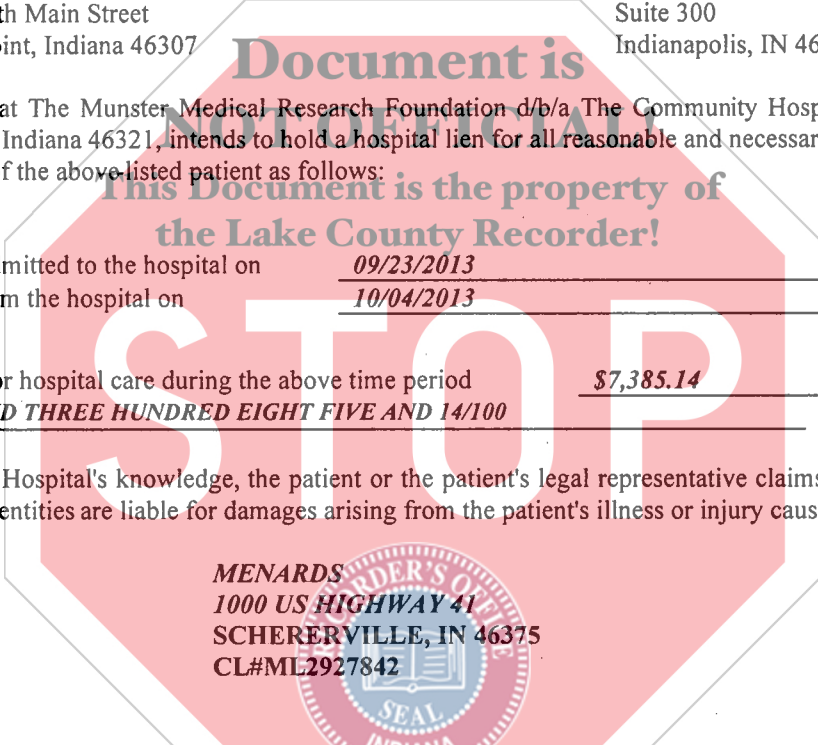 th Main Street
Suite 300
oint, Indiana 46307
Indianapolis, IN 46
Document is
NOT OFFICIAL!
This Document is the property of
the Lake County Recorder!
at The Munster Medical Research Foundation d/b/a The Community Hosp
Indiana 46321, intends to hold a hospital lien for all reasonable and necessar
f the above-listed patient as follows:
mitted to the hospital on 09/23/2013
m the hospital on 10/04/2013
STOP
or hospital care during the above time period $7,385.14
D THREE HUNDRED EIGHT FIVE AND 14/100
Hospital's knowledge, the patient or the patient's legal representative claims
entities are liable for damages arising from the patient's illness or injury caus
MENARDS
1000 US HIGHWAY 41
SCHERERVILLE, IN 46375
CL#ML2927842
RECORDER'S OFFICE
SEAL
INDIANA